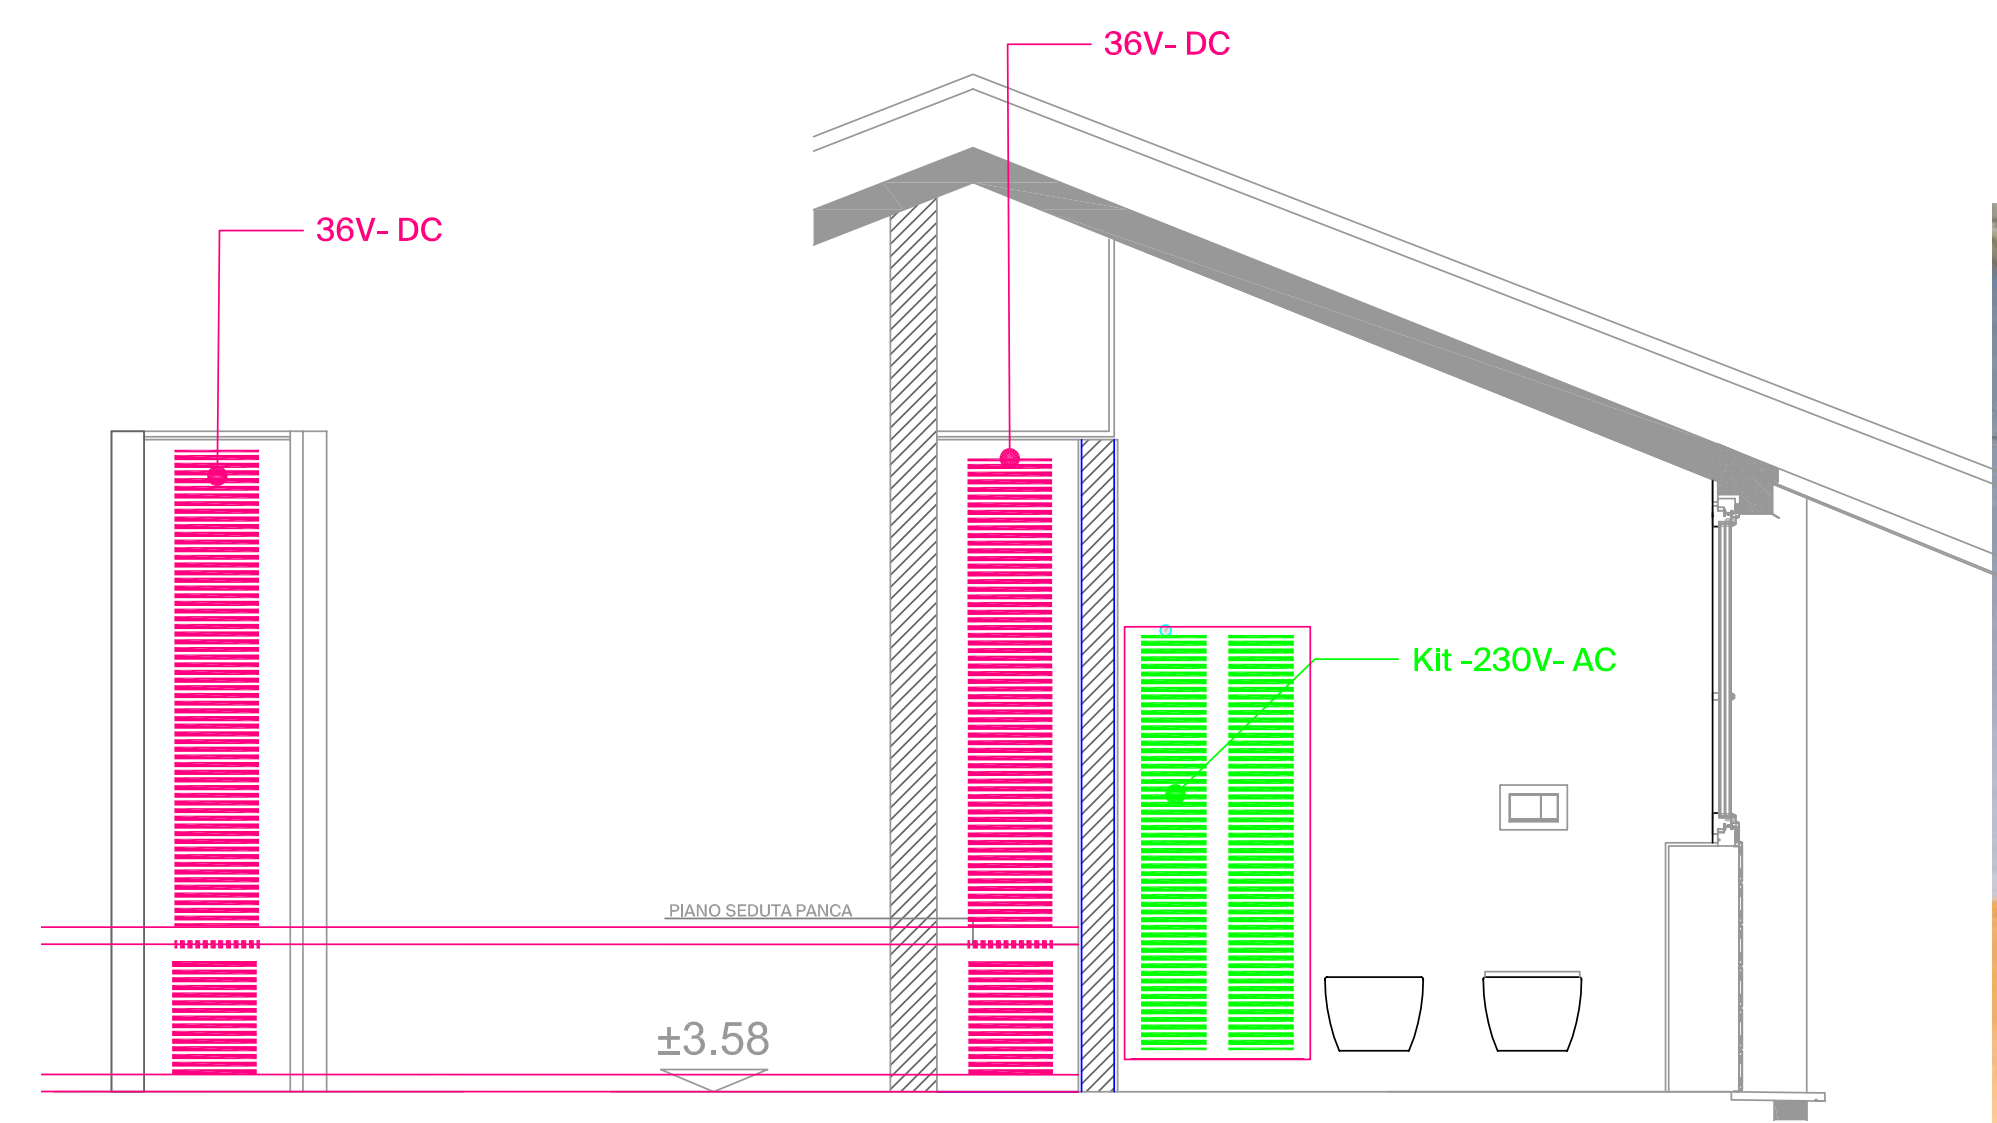 36V- DC
36V- DC
Kit -230V- AC
PIANO SEDUTA PANCA
±3.58